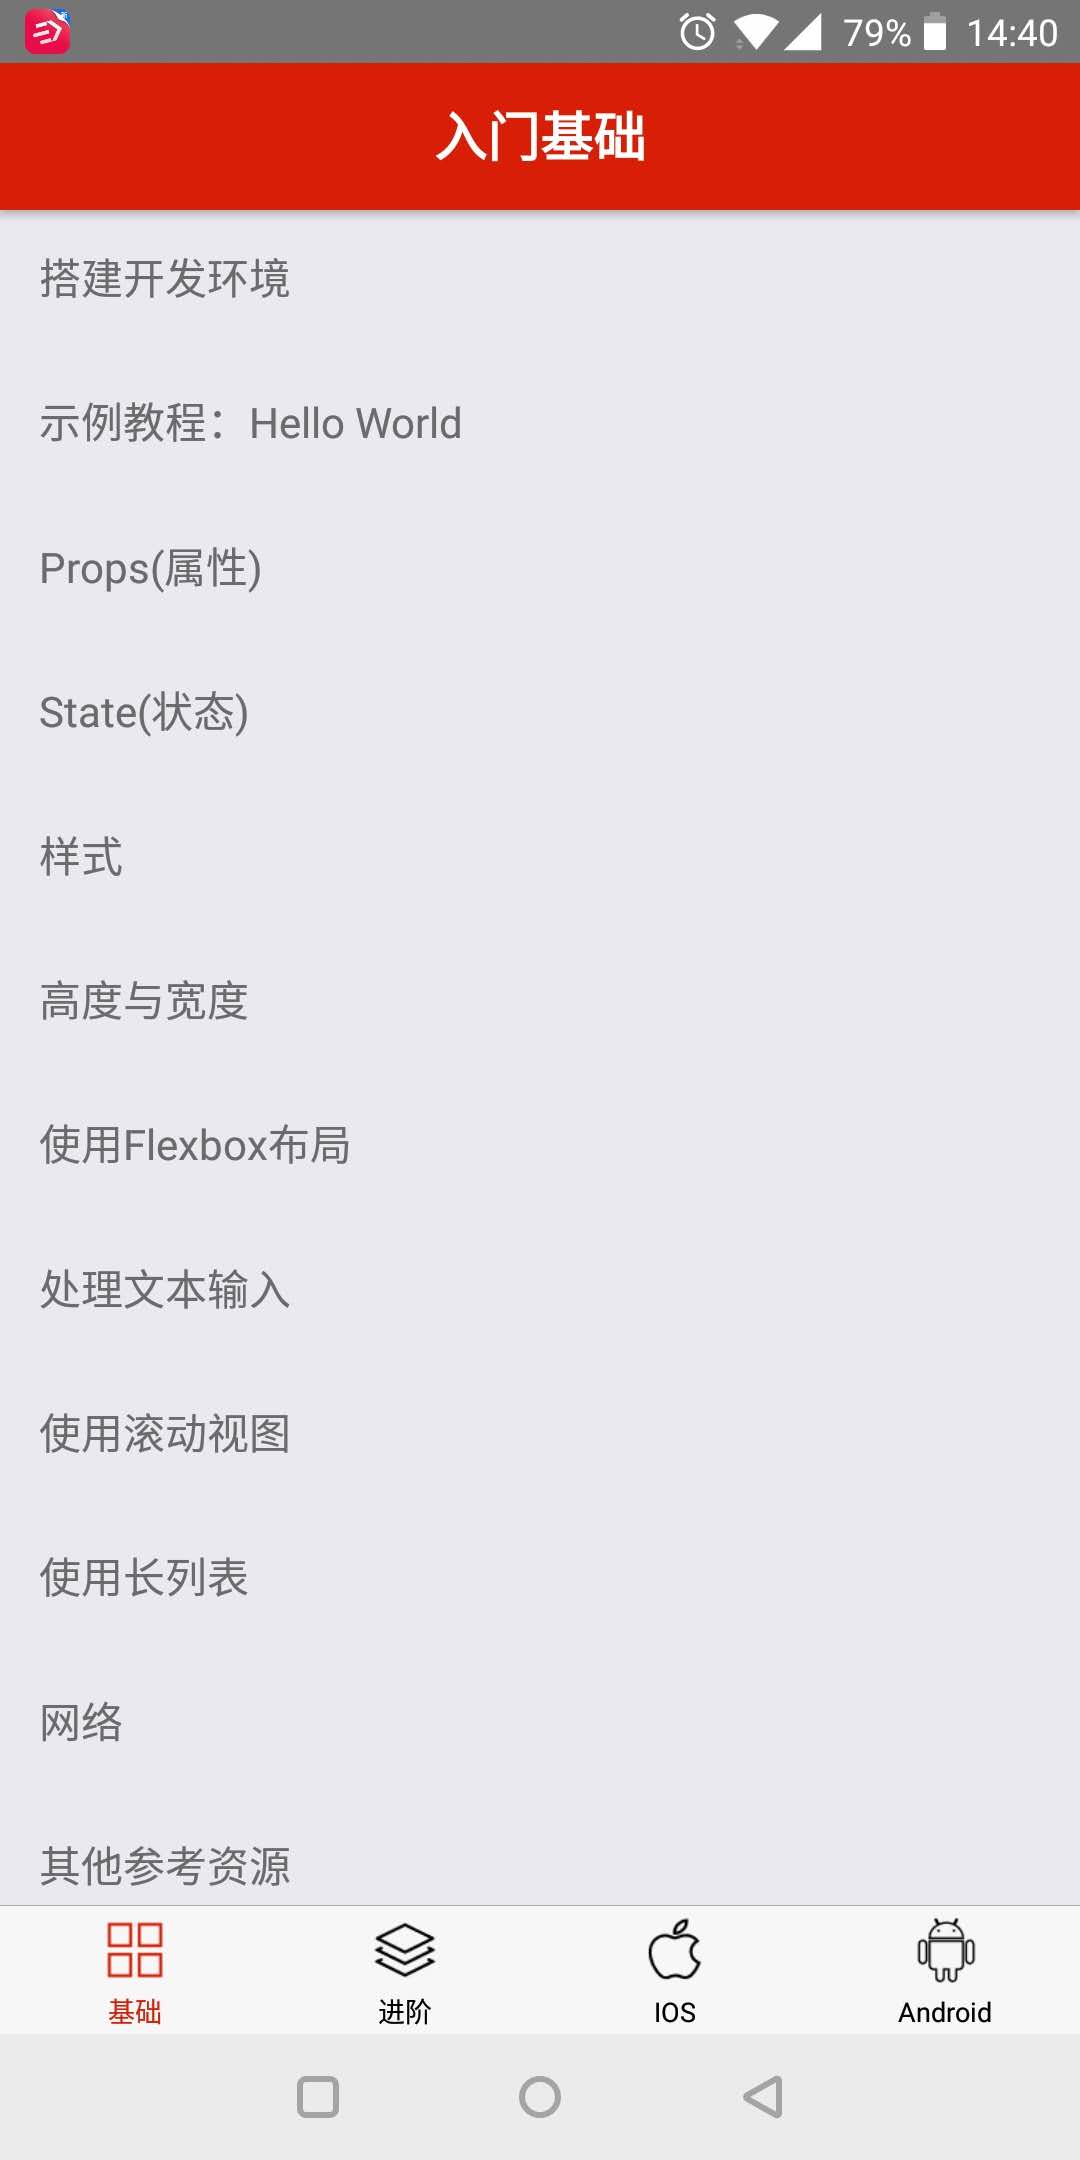 79% 14:40
入门基础
搭建开发环境
示例教程：Hello World
Props(属性)
State(状态)
样式
高度与宽度
使用Flexbox布局
处理文本输入
使用滚动视图
使用长列表
网络
其他参考资源
基础 进阶 IOS Android